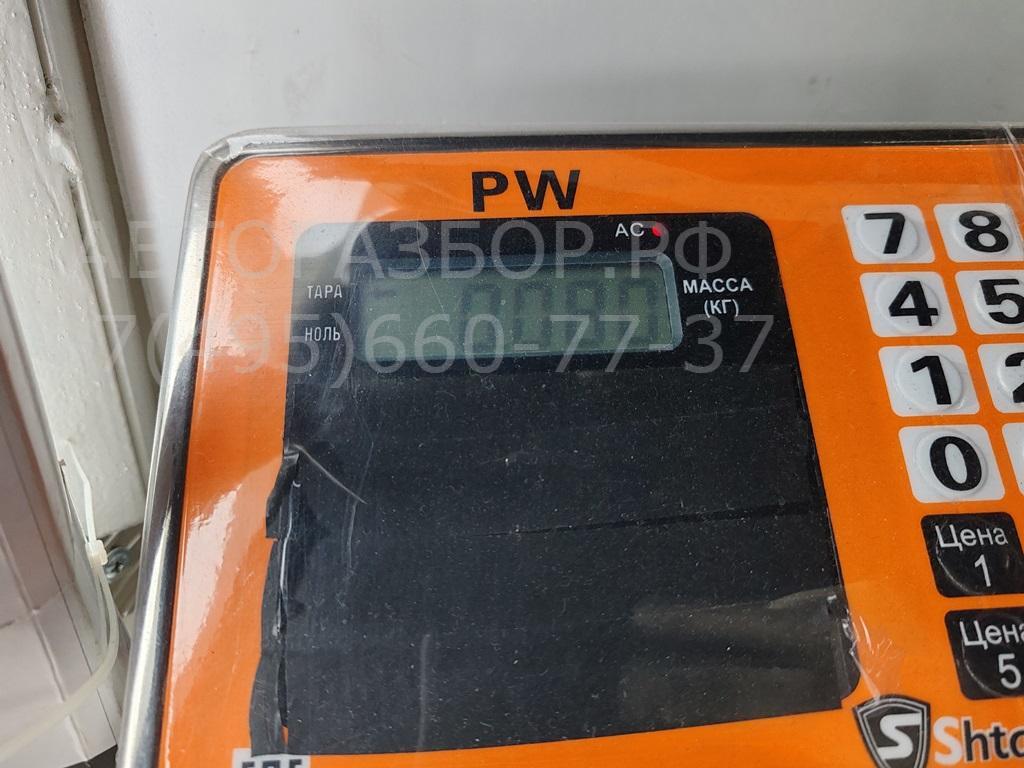 PW
AC
АВТОРАЗБОР.РФ
ТАРА
НОЛЬ
МАССА
(КГ)
7(495)660-77-37
7 8
4 5
1 2
0
Цена
1
Цена
5
S